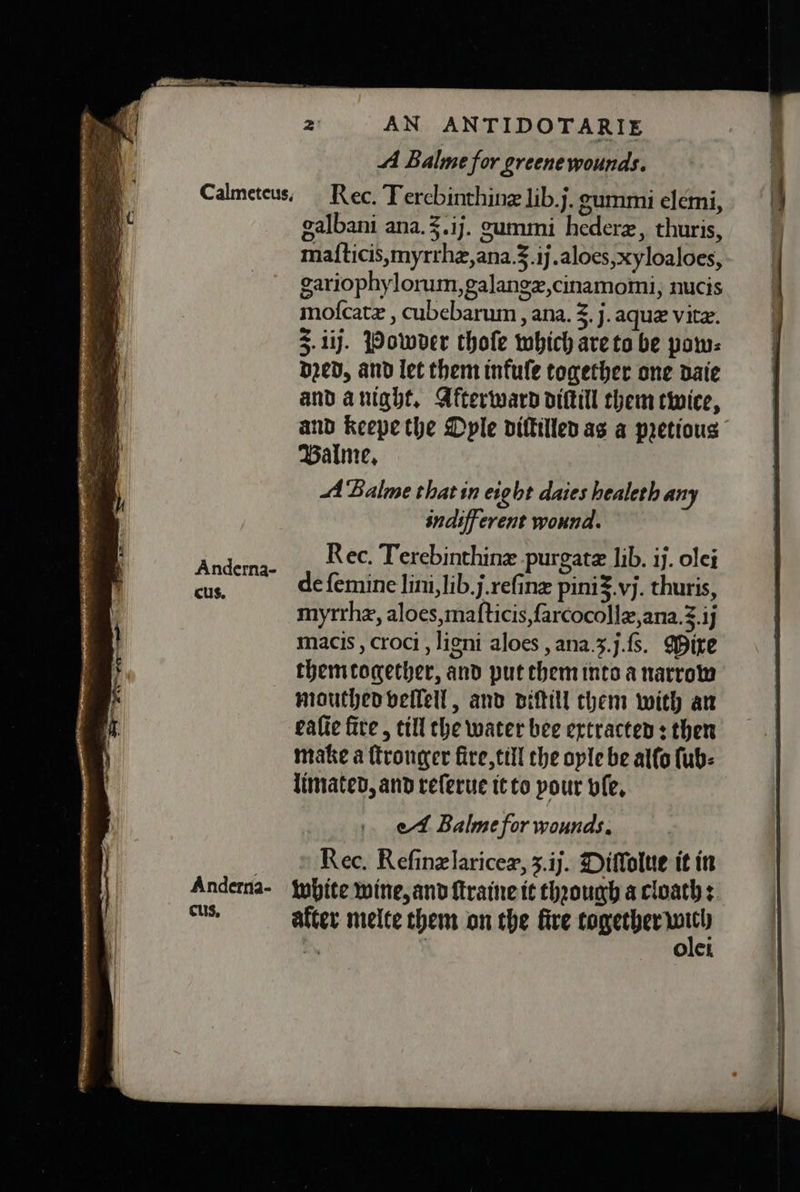 2 AN ANTIDOTARIE
A Balme for greene wounds.
Calmeteus, Rec. Terebinthinæ lib.j. gummi elemi,
galbani ana.℥.ij. gummi hederæ, thuris,
maſticis,myrrhæ,ana.℥.ij.aloes,xyloaloes,
gariophylorum,galangæ,cinamomi, nucis
moſcatæ , cubebarum , ana. ℥. j. aquæ vitæ.
℥. iij. Powder thoſe which are to be pow-
dred, and let them infuſe together one daie
and a night. Afterward diſtill them twice,
and keepe the Oyle diſtilled as a pretious
Balme,
A Balme that in eight daies healeth any
indifferent wound.
Anderna-
cus, Rec. Terebinthinæ purgatæ lib. ij. olei
de ſemine lini,lib.j.reſinæ pini℥.vj. thuris,
myrrhæ, aloes,maſticis,ſarcocollæ,ana.℥.ij
macis , croci , ligni aloes , ana.ʒ.j.ſs. Mixe
them together, and put them into a narrow
mouthed veſſell , and diſtill them with an
eaſie fire , till the water bee extracted : then
make a ſtronger fire,till the oyle be alſo ſub-
limated, and reſerue it to your vſe,
A Balme for wounds.
Rec. Reſinælariceæ, ʒ.ij. Diſſolue it in
Anderna-
cus, white wine,and ſtraine it through a cloath :
after melte them on the fire together with
olei